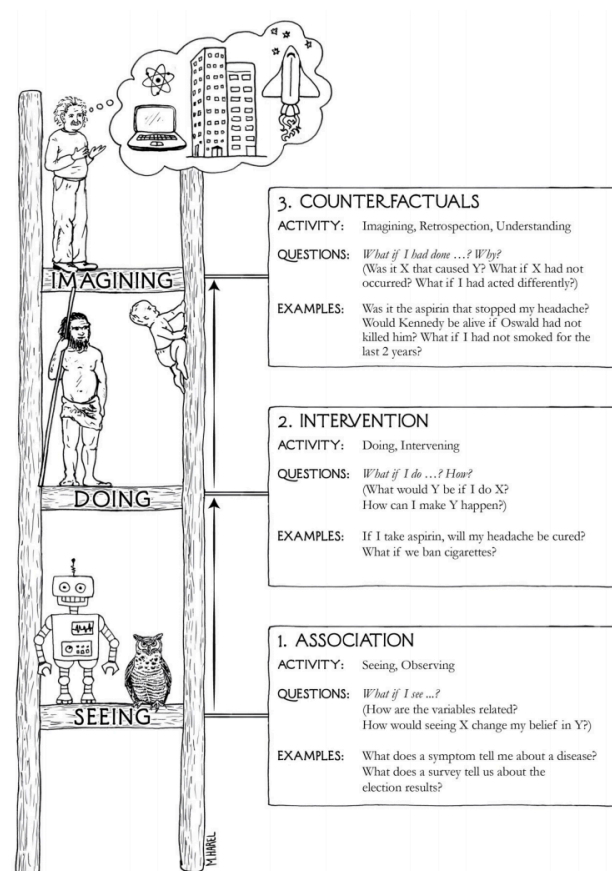 3. COUNTERFACTUALS
ACTIVITY: Imagining, Retrospection, Understanding
QUESTIONS: What if I had done …? Why?
(Was it X that caused Y? What if X had not
occurred? What if I had acted differently?)
EXAMPLES: Was it the aspirin that stopped my headache?
Would Kennedy be alive if Oswald had not
killed him? What if I had not smoked for the
last 2 years?
IMAGINING
2. INTERVENTION
ACTIVITY: Doing, Intervening
QUESTIONS: What if I do …? How?
(What would Y be if I do X?
How can I make Y happen?)
EXAMPLES: If I take aspirin, will my headache be cured?
What if we ban cigarettes?
DOING
1. ASSOCIATION
ACTIVITY: Seeing, Observing
QUESTIONS: What if I see ...?
(How are the variables related?
How would seeing X change my belief in Y?)
EXAMPLES: What does a symptom tell me about a disease?
What does a survey tell us about the
election results?
SEEING
M.HAREL